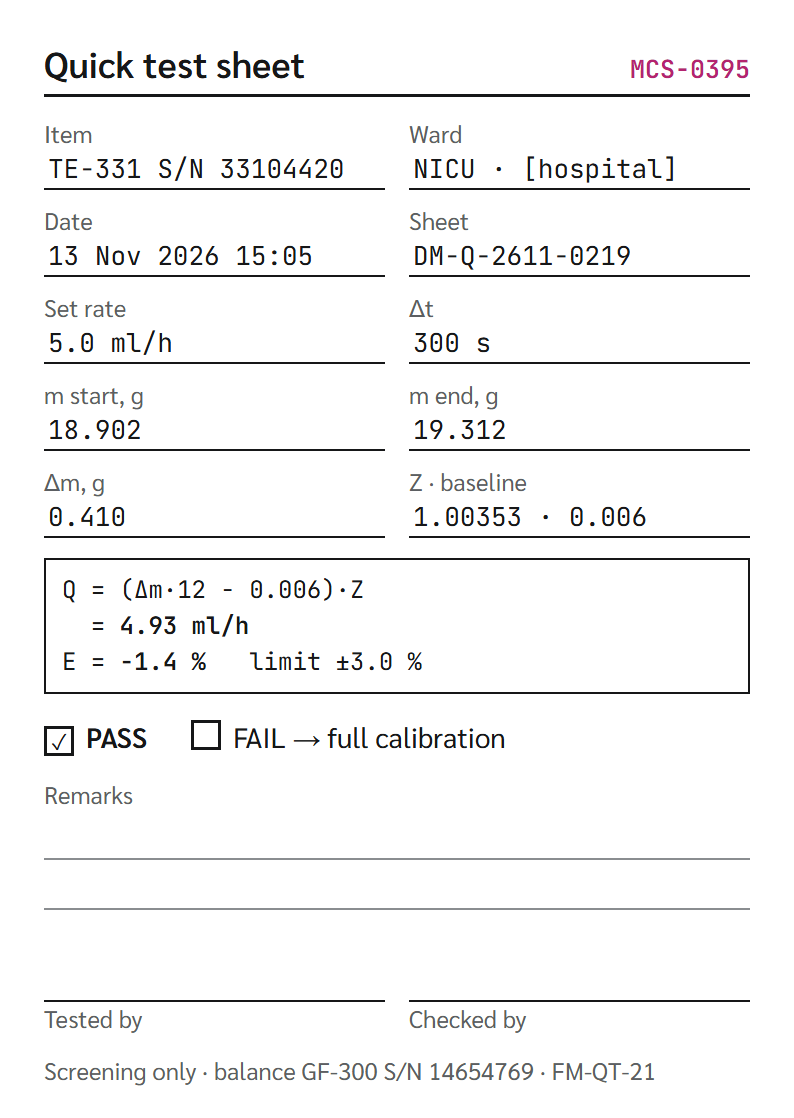 Quick test sheet MCS-0395
Item Ward
TE-331 S/N 33104420 NICU · [hospital]
Date Sheet
13 Nov 2026 15:05 DM-Q-2611-0219
Set rate Δt
5.0 ml/h 300 s
m start, g m end, g
18.902 19.312
Δm, g Z · baseline
0.410 1.00353 · 0.006
Q = (Δm·12 - 0.006)·Z
= 4.93 ml/h
E = -1.4 % limit ±3.0 %
☑ PASS ☐ FAIL → full calibration
Remarks
Tested by Checked by
Screening only · balance GF-300 S/N 14654769 · FM-QT-21